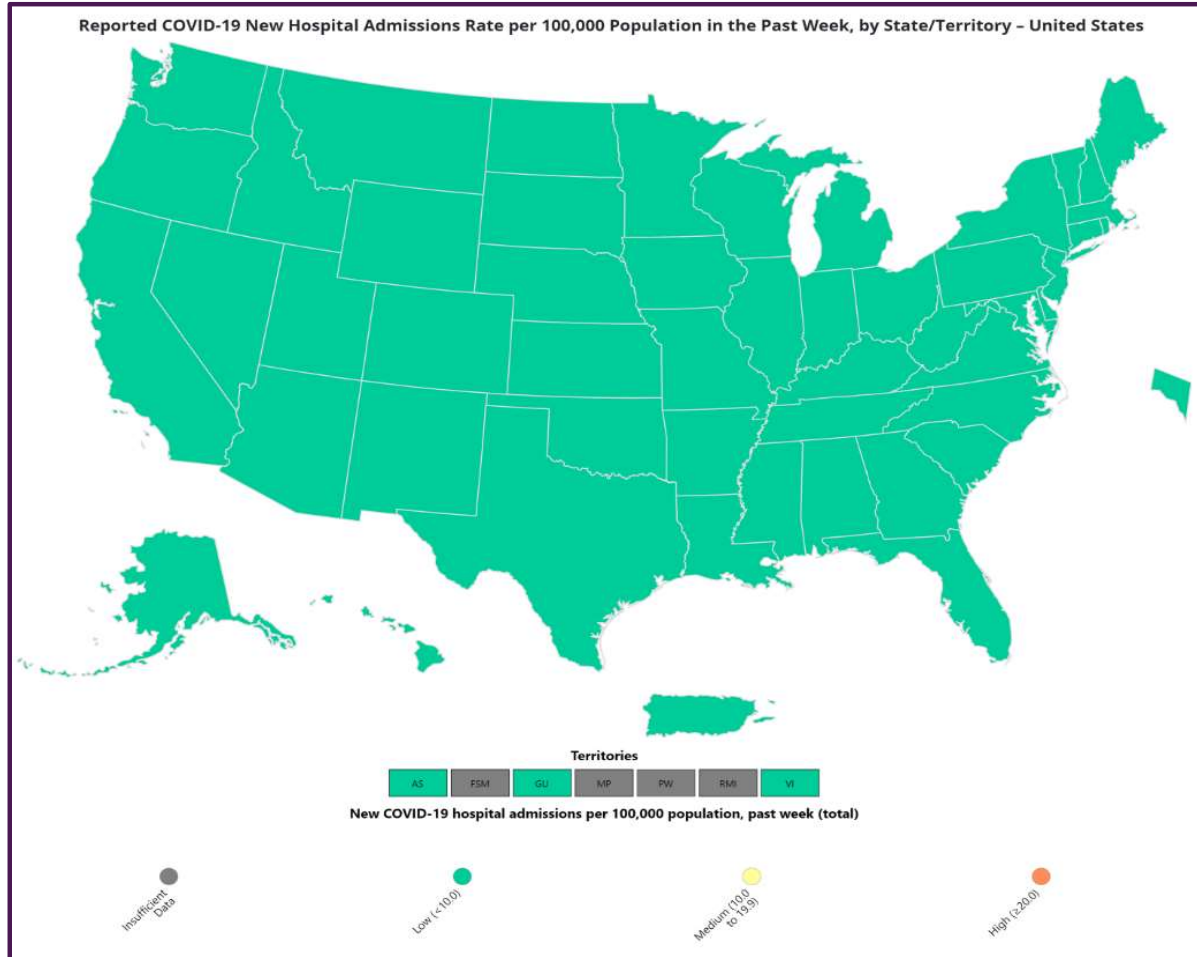 Reported COVID-19 New Hospital Admissions Rate per 100,000 Population in the Past Week, by State/Territory – United States
Territories
AS FSM GU MP PW RMI VI
New COVID-19 hospital admissions per 100,000 population, past week (total)
Insufficient
Data
Low (<10.0)
Medium (10.0
to 19.9)
High (≥20.0)